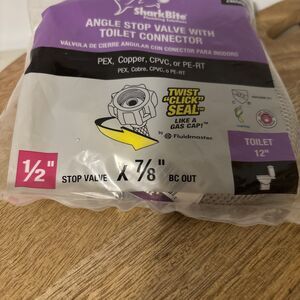 SharkBite
ANGLE STOP VALVE WITH
TOILET CONNECTOR
VÁLVULA DE CIERRE ANGULAR CON CONECTOR PARA INODORO
PEX, Copper, CPVC, or PE-RT
PEX, Cobre, CPVC, o PE-RT
TWIST
"CLICK"
SEAL
LIKE A
GAS CAP!
by Fluidmaster
TOILET
12"
1/2" STOP VALVE X 7/8" BC OUT